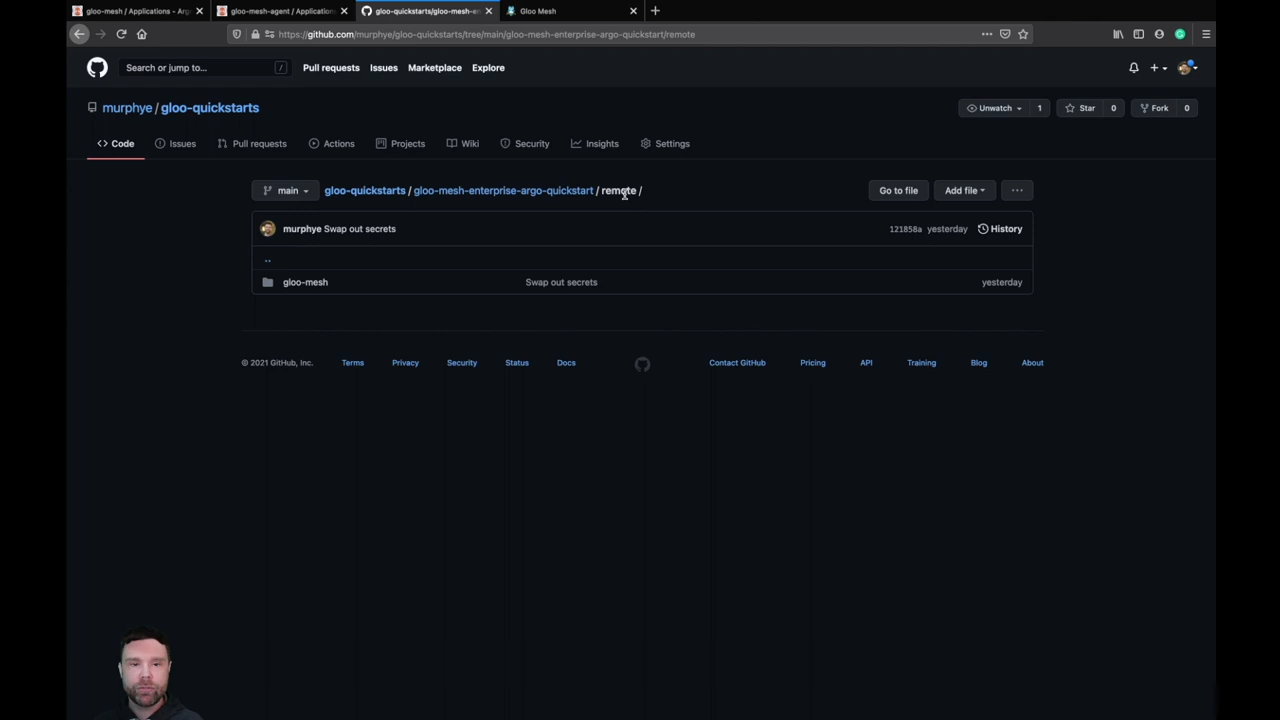 gloo-mesh / Applications - Arg
gloo-mesh-agent / Application
gloo-quickstarts/gloo-mesh-en
Gloo Mesh
https://github.com/murphye/gloo-quickstarts/tree/main/gloo-mesh-enterprise-argo-quickstart/remote
Search or jump to... /
Pull requests
Issues
Marketplace
Explore
murphye / gloo-quickstarts
Unwatch 1
Star 0
Fork 0
Code
Issues
Pull requests
Actions
Projects
Wiki
Security
Insights
Settings
main
gloo-quickstarts / gloo-mesh-enterprise-argo-quickstart / remote /
Go to file
Add file
...
murphye Swap out secrets
121858a yesterday
History
..
gloo-mesh
Swap out secrets
yesterday
© 2021 GitHub, Inc.
Terms
Privacy
Security
Status
Docs
Contact GitHub
Pricing
API
Training
Blog
About